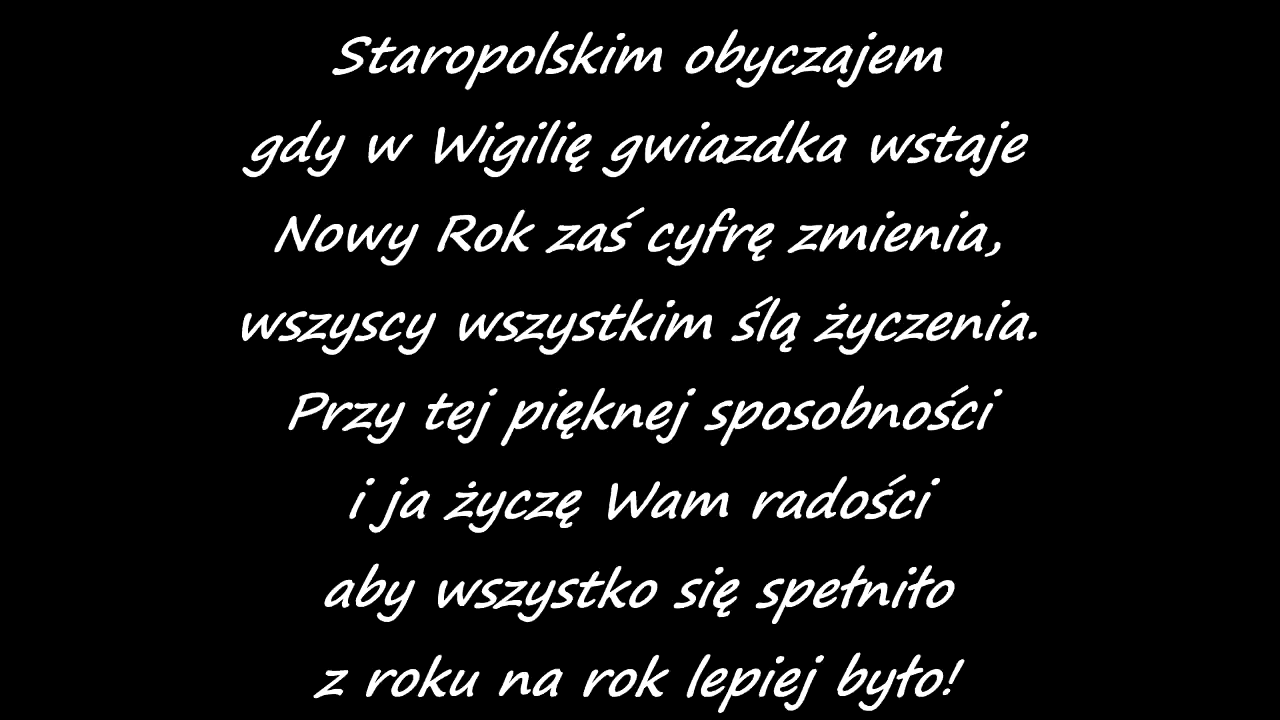 Staropolskim obyczajem
gdy w Wigilię gwiazdka wstaje
Nowy Rok zaś cyfrę zmienia,
wszyscy wszystkim ślą życzenia.
Przy tej pięknej sposobności
i ja życzę Wam radości
aby wszystko się spełniło
z roku na rok lepiej było!